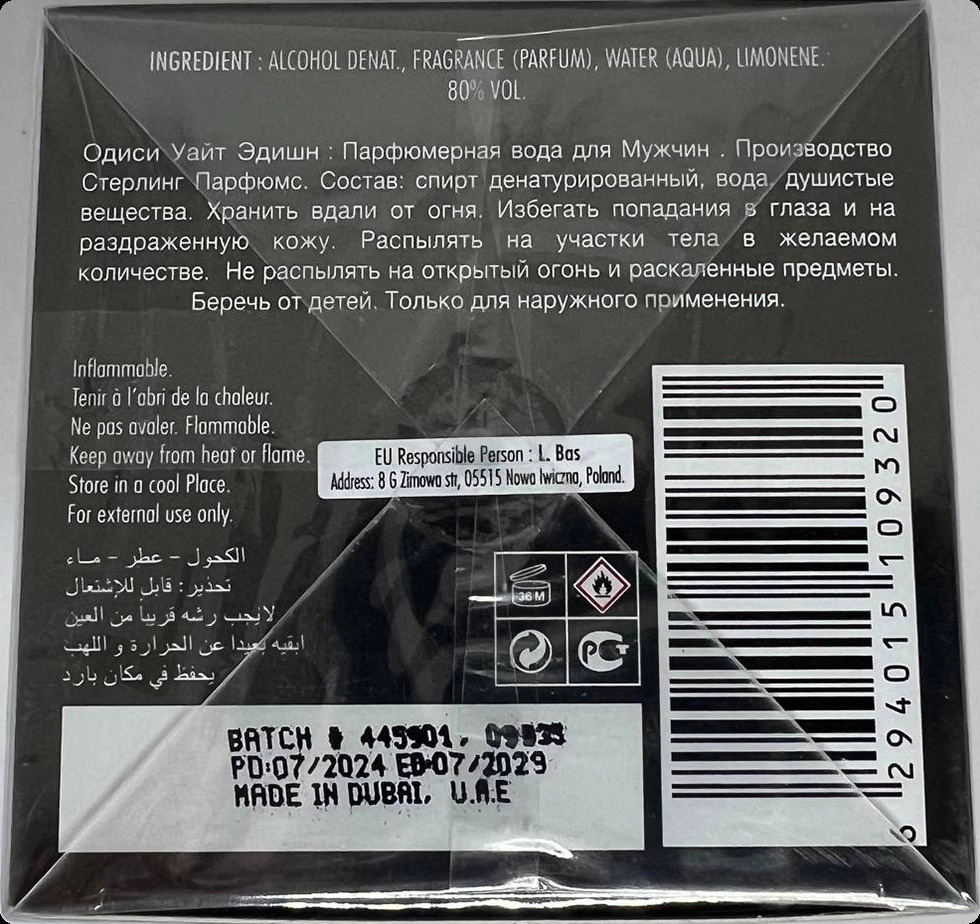 INGREDIENT : ALCOHOL DENAT., FRAGRANCE (PARFUM), WATER (AQUA), LIMONENE.
80% VOL.
Одиси Уайт Эдишн : Парфюмерная вода для Мужчин . Производство
Стерлинг Парфюмс. Состав: спирт денатурированный, вода, душистые
вещества. Хранить вдали от огня. Избегать попадания в глаза и на
раздраженную кожу. Распылять на участки тела в желаемом
количестве. Не распылять на открытый огонь и раскаленные предметы.
Беречь от детей. Только для наружного применения.
Inflammable.
Tenir à l'abri de la chaleur.
Ne pas avaler. Flammable.
Keep away from heat or flame.
Store in a cool Place.
For external use only.
EU Responsible Person : L. Bas
Address: 8 G Zimowa str, 05515 Nowa Iwiczna, Poland.
الكحول - عطر - ماء
تحذير: قابل للإشتعال
لايجب رشه قريباً من العين
ابقيه بعيدا عن الحرارة و اللهب
يحفظ في مكان بارد
36 M
РСТ
BATCH # 445901,
PD:07/2024 ED:07/2029
MADE IN DUBAI, U.A.E
6 294015 109320